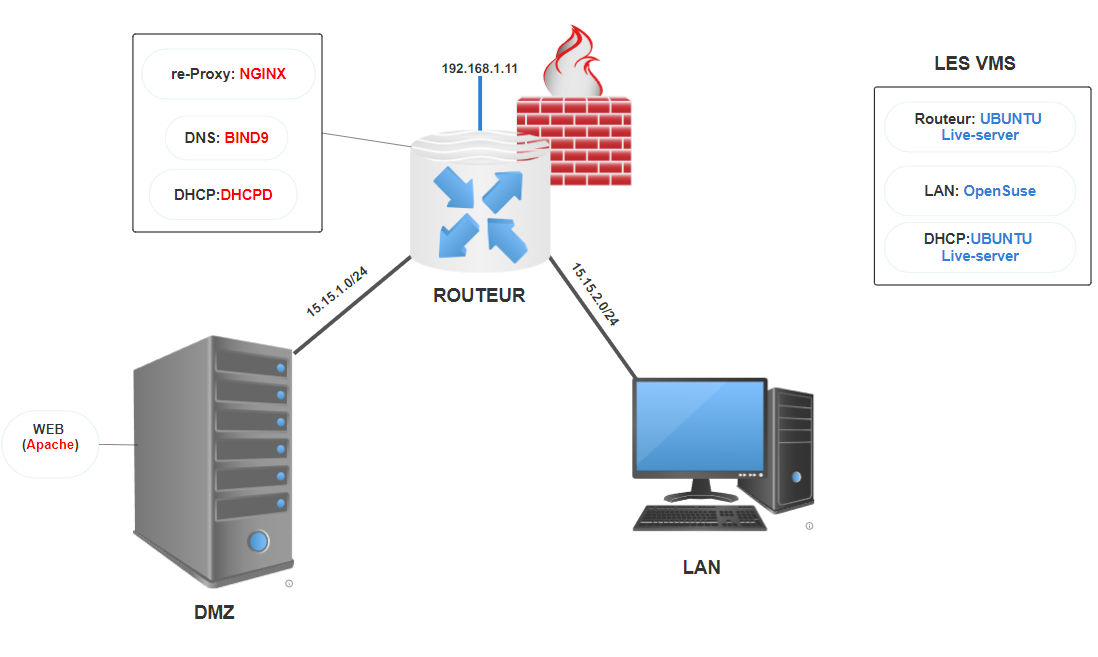 re-Proxy: NGINX
DNS: BIND9
DHCP:DHCPD
192.168.1.11
LES VMS
Routeur: UBUNTU
Live-server
LAN: OpenSuse
DHCP:UBUNTU
Live-server
ROUTEUR
15.15.1.0/24
15.15.2.0/24
WEB
(Apache)
DMZ
LAN